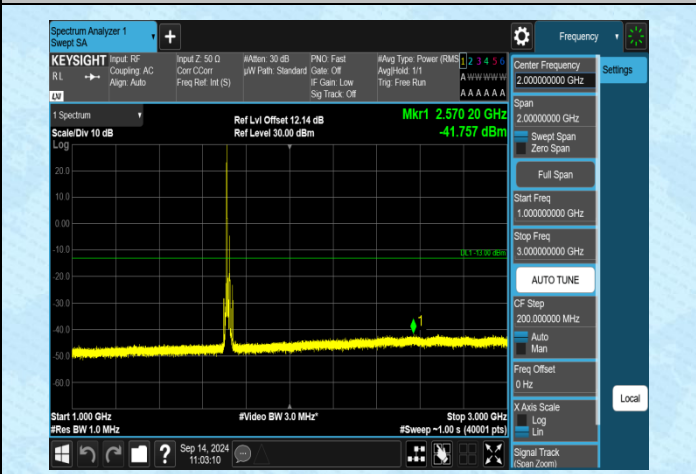 Spectrum Analyzer 1
Swept SA
+
Frequency
KEYSIGHT
RL
LNI
Input: RF
Coupling: AC
Align: Auto
Input Z: 50 Ω
Corr CCorr
Freq Ref: Int (S)
#Atten: 30 dB
µW Path: Standard
PNO: Fast
Gate: Off
IF Gain: Low
Sig Track: Off
#Avg Type: Power (RMS
Avg|Hold: 1/1
Trig: Free Run
1 2 3 4 5 6
A W W W W W
A A A A A A
Center Frequency
2.000000000 GHz
Settings
1 Spectrum
Scale/Div 10 dB
Ref Lvl Offset 12.14 dB
Ref Level 30.00 dBm
Mkr1 2.570 20 GHz
-41.757 dBm
Log
20.0
10.0
0.00
-10.0
-20.0
-30.0
-40.0
-50.0
-60.0
DL1 -13.00 dBm
1
Start 1.000 GHz
#Res BW 1.0 MHz
#Video BW 3.0 MHz*
Stop 3.000 GHz
#Sweep ~1.00 s (40001 pts)
Span
2.00000000 GHz
Swept Span
Zero Span
Full Span
Start Freq
1.000000000 GHz
Stop Freq
3.000000000 GHz
AUTO TUNE
CF Step
200.000000 MHz
Auto
Man
Freq Offset
0 Hz
X Axis Scale
Log
Lin
Signal Track
(Span Zoom)
Local
?
Sep 14, 2024
11:03:10